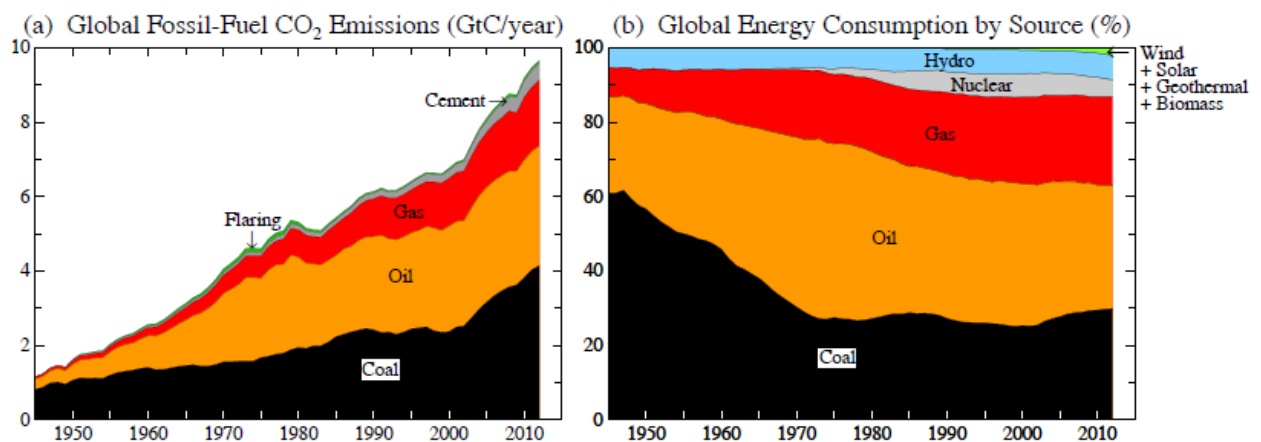 (a) Global Fossil-Fuel CO₂ Emissions (GtC/year)
10
8
6
4
2
0
Cement→
Flaring
↓
Gas
Oil
Coal
1950 1960 1970 1980 1990 2000 2010
(b) Global Energy Consumption by Source (%)
100
80
60
40
20
0
Hydro
Nuclear
Gas
Oil
Coal
Wind
+ Solar
+ Geothermal
+ Biomass
1950 1960 1970 1980 1990 2000 2010